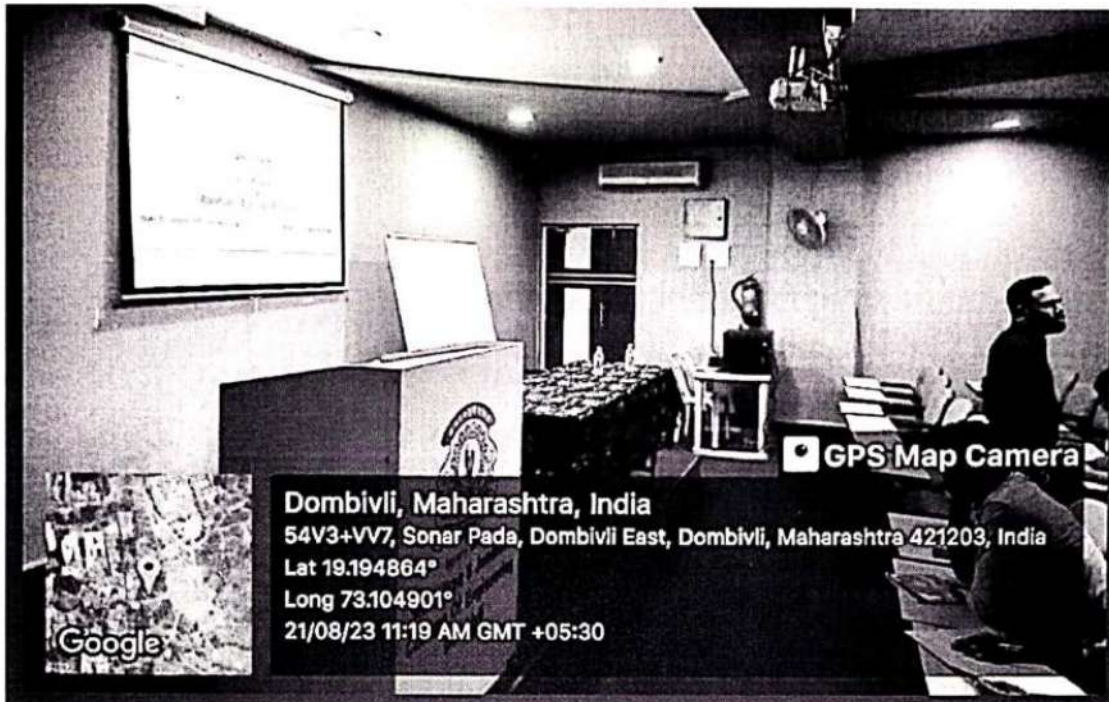 GPS Map Camera
Dombivli, Maharashtra, India
54V3+VV7, Sonar Pada, Dombivli East, Dombivli, Maharashtra 421203, India
Lat 19.194864°
Long 73.104901°
21/08/23 11:19 AM GMT +05:30
Google